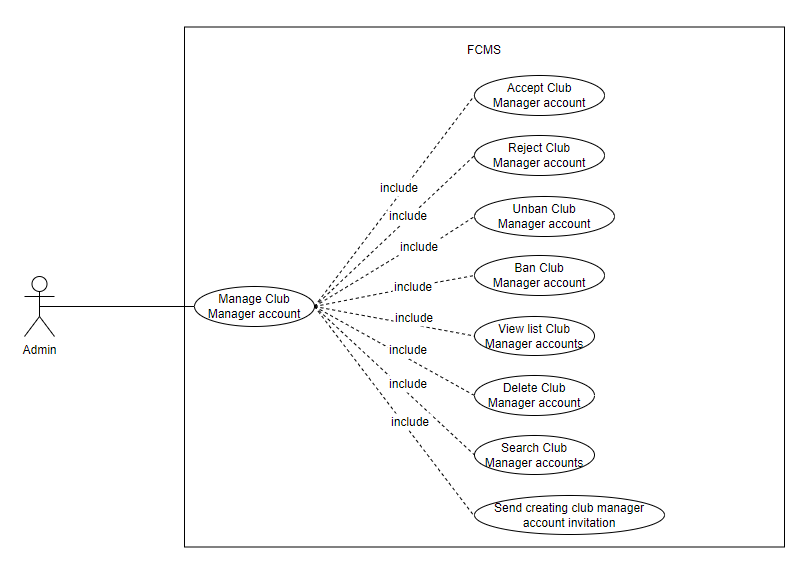 FCMS
Accept Club
Manager account
Reject Club
Manager account
include
include
Unban Club
Manager account
include
Ban Club
Manager account
include
Manage Club
Manager account
include
View list Club
Manager accounts
Admin
include
include
Delete Club
Manager account
include
Search Club
Manager accounts
Send creating club manager
account invitation